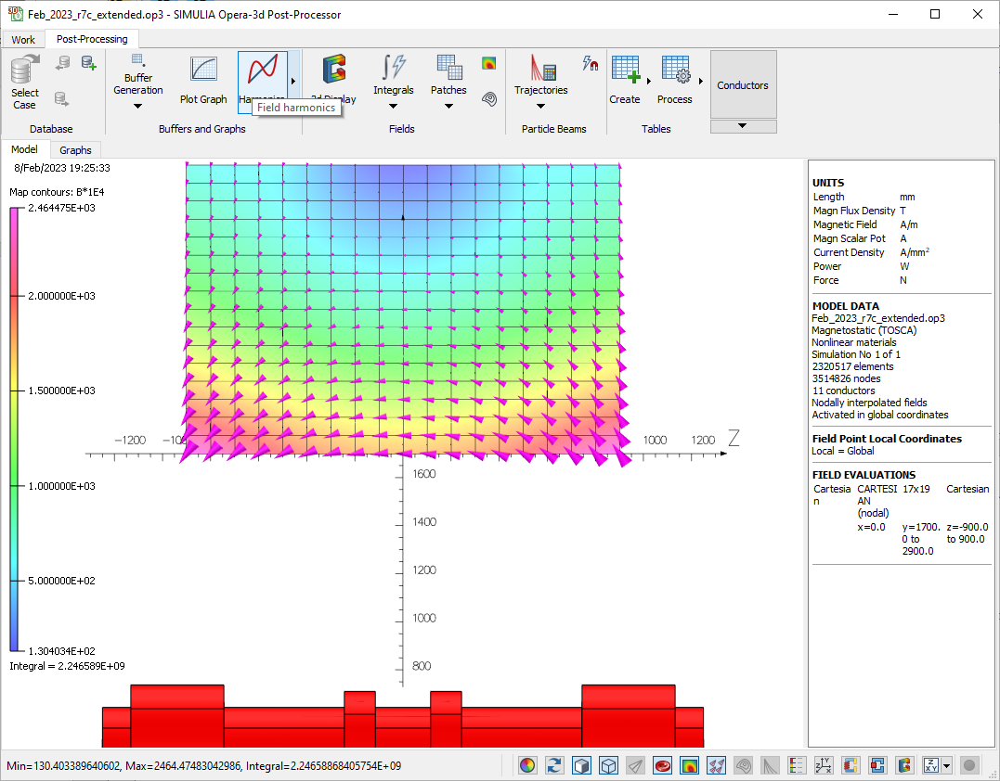 Feb_2023_r7c_extended.op3 - SIMULIA Opera-3d Post-Processor
Work
Post-Processing
Select
Case
Database
Buffer
Generation
Plot Graph
Harmonics
Field harmonics
Buffers and Graphs
3d Display
Integrals
Patches
Fields
Trajectories
Particle Beams
Create
Process
Tables
Conductors
Model
Graphs
8/Feb/2023 19:25:33
Map contours: B*1E4
2.464475E+03
2.000000E+03
1.500000E+03
1.000000E+03
5.000000E+02
1.304034E+02
Integral = 2.246589E+09
-1200
-100
1000
1200
Z
1600
1400
1200
1000
800
UNITS
Length mm
Magn Flux Density T
Magnetic Field A/m
Magn Scalar Pot A
Current Density A/mm²
Power W
Force N
MODEL DATA
Feb_2023_r7c_extended.op3
Magnetostatic (TOSCA)
Nonlinear materials
Simulation No 1 of 1
2320517 elements
3514826 nodes
11 conductors
Nodally interpolated fields
Activated in global coordinates
Field Point Local Coordinates
Local = Global
FIELD EVALUATIONS
Cartesia CARTESI 17x19 Cartesian
n AN
(nodal)
x=0.0 y=1700. z=-900.0
0 to to 900.0
2900.0
Min=130.403389640602, Max=2464.47483042986, Integral=2.24658868405754E+09